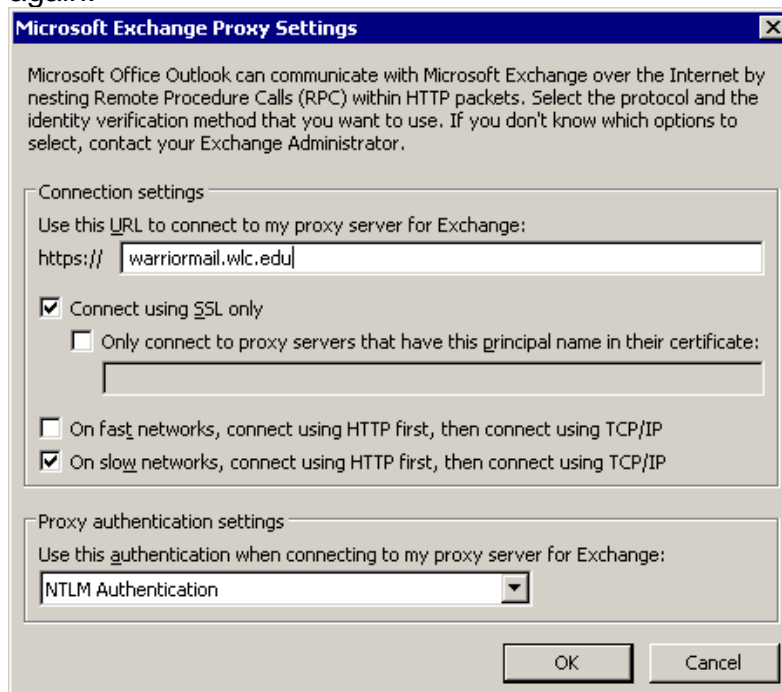 again.
Microsoft Exchange Proxy Settings
Microsoft Office Outlook can communicate with Microsoft Exchange over the Internet by
nesting Remote Procedure Calls (RPC) within HTTP packets. Select the protocol and the
identity verification method that you want to use. If you don't know which options to
select, contact your Exchange Administrator.
Connection settings
Use this URL to connect to my proxy server for Exchange:
https:// warriormail.wlc.edu
Connect using SSL only
Only connect to proxy servers that have this principal name in their certificate:
On fast networks, connect using HTTP first, then connect using TCP/IP
On slow networks, connect using HTTP first, then connect using TCP/IP
Proxy authentication settings
Use this authentication when connecting to my proxy server for Exchange:
NTLM Authentication
OK Cancel